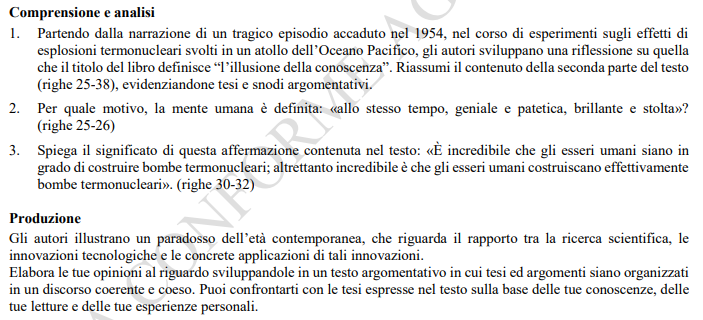 Comprensione e analisi
1. Partendo dalla narrazione di un tragico episodio accaduto nel 1954, nel corso di esperimenti sugli effetti di
esplosioni termonucleari svolti in un atollo dell'Oceano Pacifico, gli autori sviluppano una riflessione su quella
che il titolo del libro definisce "l'illusione della conoscenza". Riassumi il contenuto della seconda parte del testo
(righe 25-38), evidenziandone tesi e snodi argomentativi.
2. Per quale motivo, la mente umana è definita: «allo stesso tempo, geniale e patetica, brillante e stolta»?
(righe 25-26)
3. Spiega il significato di questa affermazione contenuta nel testo: «È incredibile che gli esseri umani siano in
grado di costruire bombe termonucleari; altrettanto incredibile è che gli esseri umani costruiscano effettivamente
bombe termonucleari». (righe 30-32)
Produzione
Gli autori illustrano un paradosso dell'età contemporanea, che riguarda il rapporto tra la ricerca scientifica, le
innovazioni tecnologiche e le concrete applicazioni di tali innovazioni.
Elabora le tue opinioni al riguardo sviluppandole in un testo argomentativo in cui tesi ed argomenti siano organizzati
in un discorso coerente e coeso. Puoi confrontarti con le tesi espresse nel testo sulla base delle tue conoscenze, delle
tue letture e delle tue esperienze personali.
CONFORME A